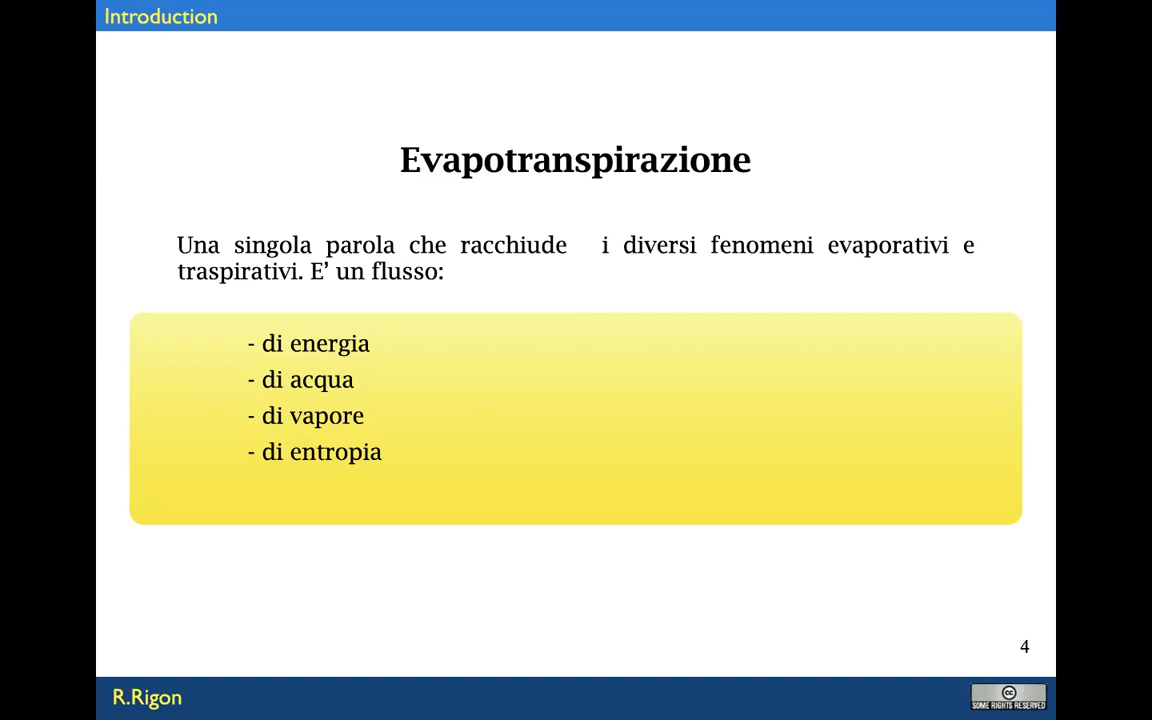 Introduction
Evapotranspirazione
Una singola parola che racchiude i diversi fenomeni evaporativi e
traspirativi. E’ un flusso:
- di energia
- di acqua
- di vapore
- di entropia
4
R.Rigon
cc
SOME RIGHTS RESERVED